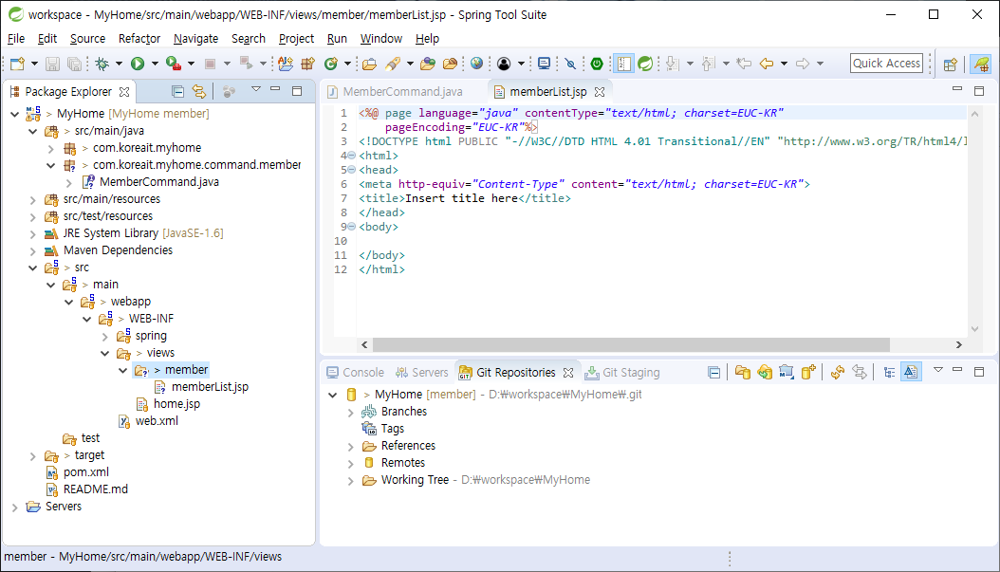 workspace - MyHome/src/main/webapp/WEB-INF/views/member/memberList.jsp - Spring Tool Suite
File Edit Source Refactor Navigate Search Project Run Window Help
Quick Access
Package Explorer
> MyHome [MyHome member]
> src/main/java
> com.koreait.myhome
> com.koreait.myhome.command.member
MemberCommand.java
src/main/resources
src/test/resources
JRE System Library [JavaSE-1.6]
Maven Dependencies
> src
> main
> webapp
> WEB-INF
spring
> views
> member
memberList.jsp
home.jsp
web.xml
test
> target
pom.xml
README.md
Servers
MemberCommand.java memberList.jsp
1 <%@ page language="java" contentType="text/html; charset=EUC-KR"
2 pageEncoding="EUC-KR"%>
3 <!DOCTYPE html PUBLIC "-//W3C//DTD HTML 4.01 Transitional//EN" "http://www.w3.org/TR/html4/l
4 <html>
5 <head>
6 <meta http-equiv="Content-Type" content="text/html; charset=EUC-KR">
7 <title>Insert title here</title>
8 </head>
9 <body>
10
11 </body>
12 </html>
Console Servers Git Repositories Git Staging
> MyHome [member] - D:₩workspace₩MyHome₩.git
Branches
Tags
References
Remotes
Working Tree - D:₩workspace₩MyHome
member - MyHome/src/main/webapp/WEB-INF/views